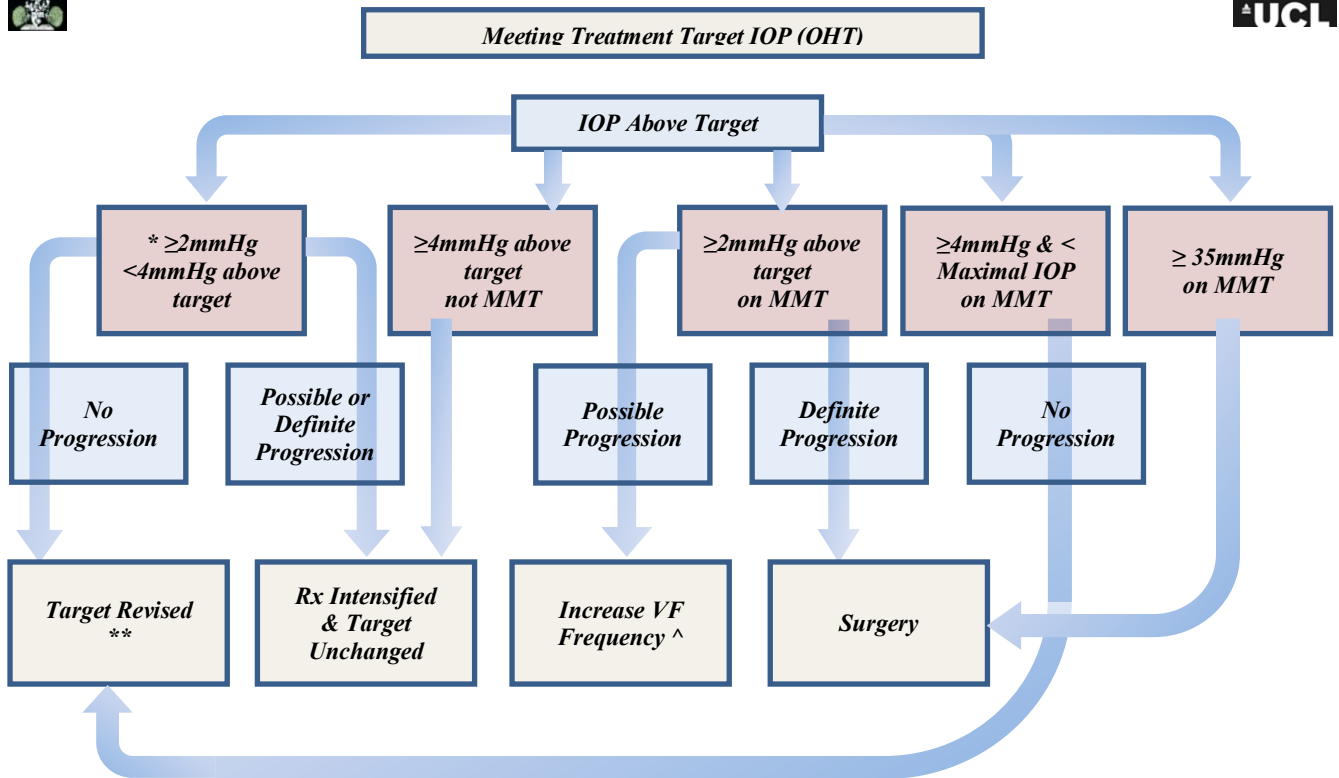 UCL
Meeting Treatment Target IOP (OHT)
IOP Above Target
* ≥2mmHg
<4mmHg above
target
≥4mmHg above
target
not MMT
≥2mmHg above
target
on MMT
≥4mmHg & <
Maximal IOP
on MMT
≥ 35mmHg
on MMT
No
Progression
Possible or
Definite
Progression
Possible
Progression
Definite
Progression
No
Progression
Target Revised
**
Rx Intensified
& Target
Unchanged
Increase VF
Frequency ^
Surgery